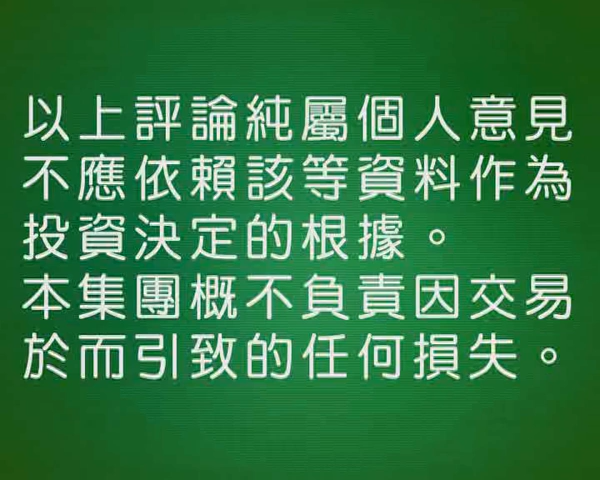 以上評論純屬個人意見
不應依賴該等資料作為
投資決定的根據。
本集團概不負責因交易
於而引致的任何損失。